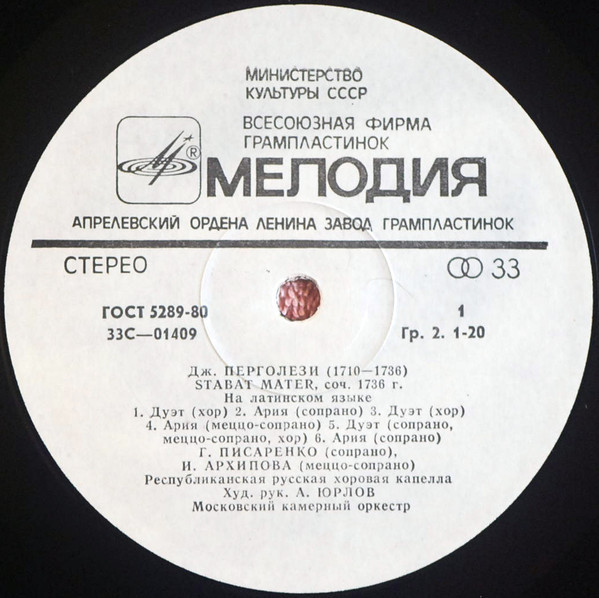 МИНИСТЕРСТВО
КУЛЬТУРЫ СССР
ВСЕСОЮЗНАЯ ФИРМА
ГРАМПЛАСТИНОК
® МЕЛОДИЯ
АПРЕЛЕВСКИЙ ОРДЕНА ЛЕНИНА ЗАВОД ГРАМПЛАСТИНОК
СТЕРЕО 33
ГОСТ 5289-80 1
33С—01409 Гр. 2. 1-20
Дж. ПЕРГОЛЕЗИ (1710—1736)
STABAT MATER, соч. 1736 г.
На латинском языке
1. Дуэт (хор) 2. Ария (сопрано) 3. Дуэт (хор)
4. Ария (меццо-сопрано) 5. Дуэт (сопрано,
меццо-сопрано, хор) 6. Ария (сопрано)
Г. ПИСАРЕНКО (сопрано),
И. АРХИПОВА (меццо-сопрано)
Республиканская русская хоровая капелла
Худ. рук. А. ЮРЛОВ
Московский камерный оркестр